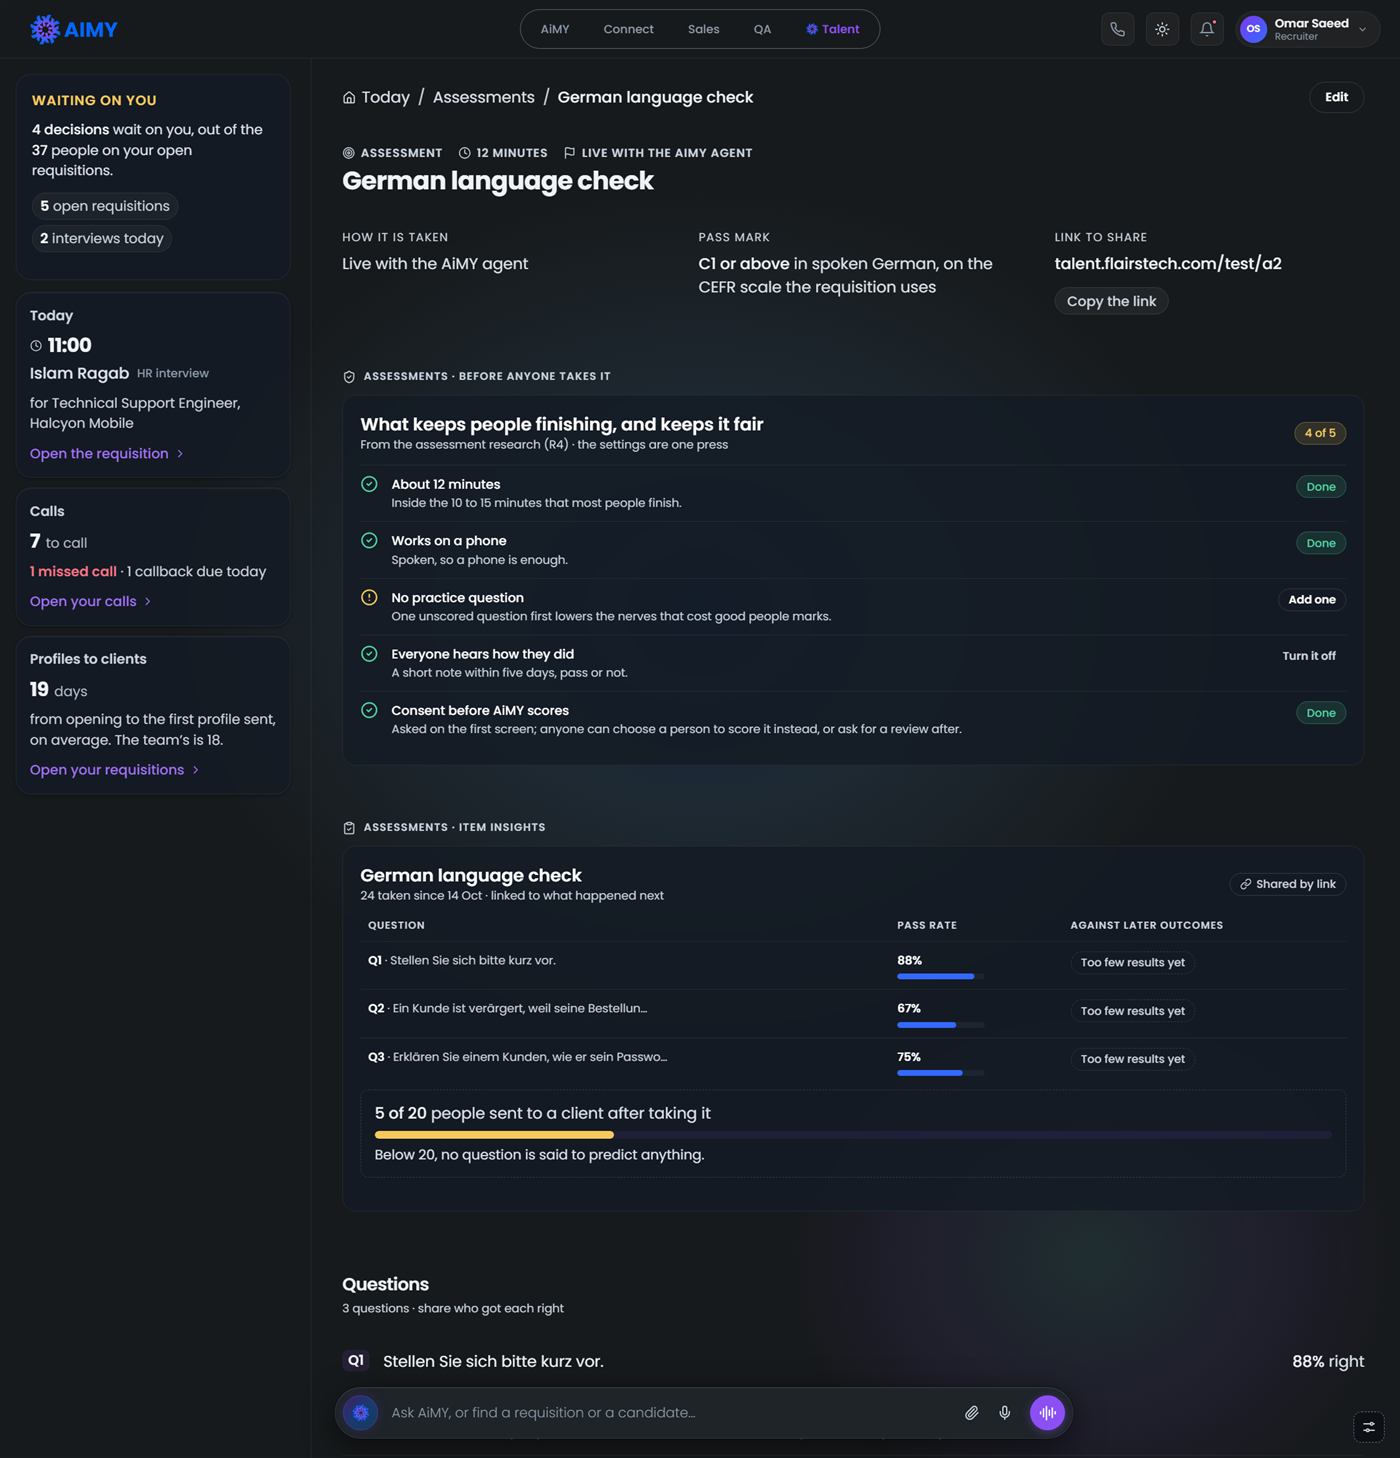 AIMY
AiMY
Connect
Sales
QA
Talent
OS
Omar Saeed
Recruiter
WAITING ON YOU
4 decisions wait on you, out of the
37 people on your open
requisitions.
5 open requisitions
2 interviews today
Today
11:00
Islam Ragab HR interview
for Technical Support Engineer,
Halcyon Mobile
Open the requisition
Calls
7 to call
1 missed call · 1 callback due today
Open your calls
Profiles to clients
19 days
from opening to the first profile sent,
on average. The team's is 18.
Open your requisitions
Today / Assessments / German language check
Edit
ASSESSMENT 12 MINUTES LIVE WITH THE AIMY AGENT
German language check
HOW IT IS TAKEN
Live with the AiMY agent
PASS MARK
C1 or above in spoken German, on the
CEFR scale the requisition uses
LINK TO SHARE
talent.flairstech.com/test/a2
Copy the link
ASSESSMENTS · BEFORE ANYONE TAKES IT
What keeps people finishing, and keeps it fair
From the assessment research (R4) · the settings are one press
4 of 5
About 12 minutes
Inside the 10 to 15 minutes that most people finish.
Done
Works on a phone
Spoken, so a phone is enough.
Done
No practice question
One unscored question first lowers the nerves that cost good people marks.
Add one
Everyone hears how they did
A short note within five days, pass or not.
Turn it off
Consent before AiMY scores
Asked on the first screen; anyone can choose a person to score it instead, or ask for a review after.
Done
ASSESSMENTS · ITEM INSIGHTS
German language check
24 taken since 14 Oct · linked to what happened next
Shared by link
QUESTION PASS RATE AGAINST LATER OUTCOMES
Q1 · Stellen Sie sich bitte kurz vor. 88% Too few results yet
Q2 · Ein Kunde ist verärgert, weil seine Bestellun... 67% Too few results yet
Q3 · Erklären Sie einem Kunden, wie er sein Passwo... 75% Too few results yet
5 of 20 people sent to a client after taking it
Below 20, no question is said to predict anything.
Questions
3 questions · share who got each right
Q1 Stellen Sie sich bitte kurz vor. 88% right
Ask AiMY, or find a requisition or a candidate...